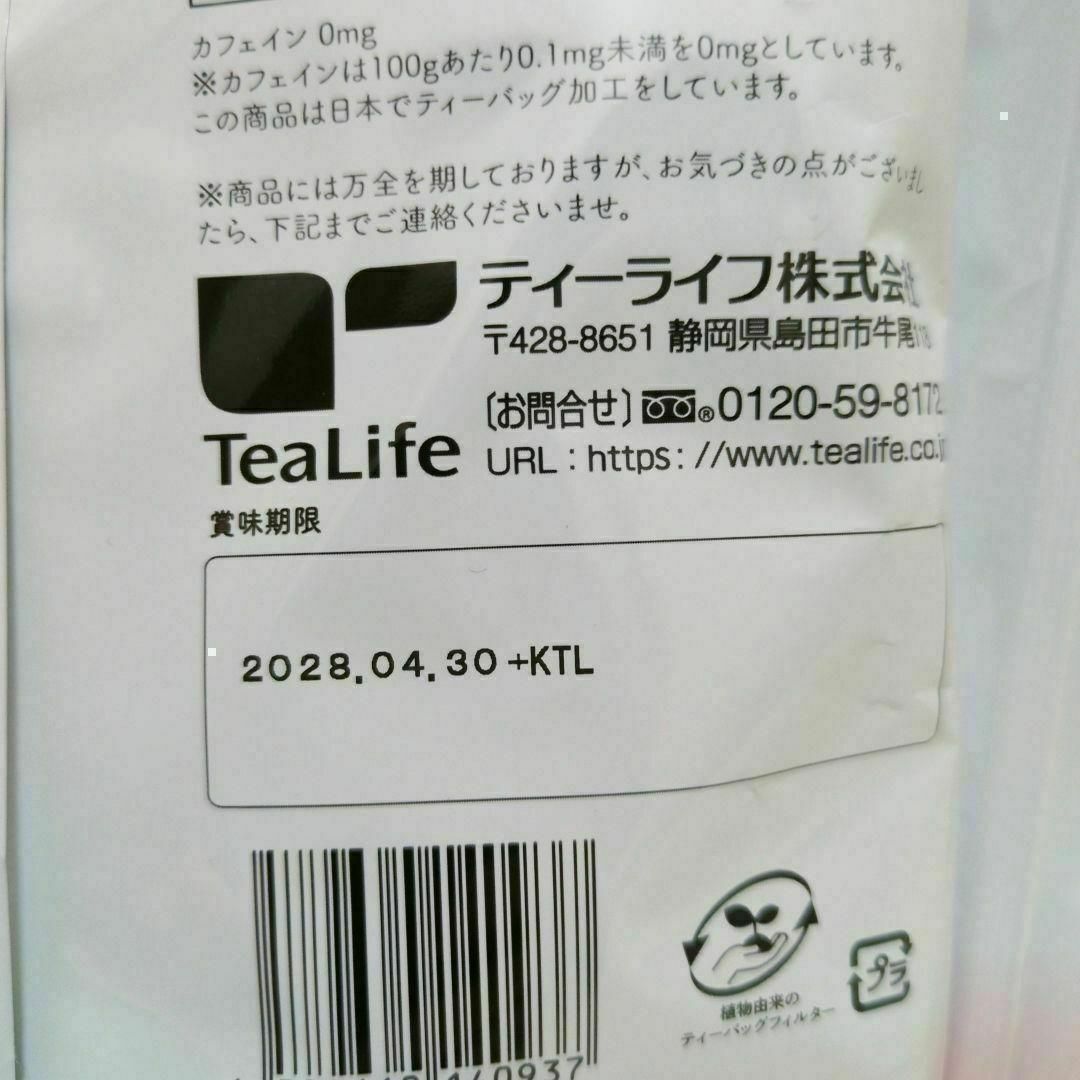 カフェイン 0mg
※カフェインは100gあたり0.1mg未満を0mgとしています。
この商品は日本でティーバッグ加工をしています。
※商品には万全を期しておりますが、お気づきの点がございまし
たら、下記までご連絡くださいませ。
ティーライフ株式会社
〒428-8651 静岡県島田市牛尾118
〔お問合せ〕®0120-59-8172
TeaLife
URL：https：//www.tealife.co.j
賞味期限
2028.04.30+KTL
プラ
植物由来の
ティーバッグフィルター
140937